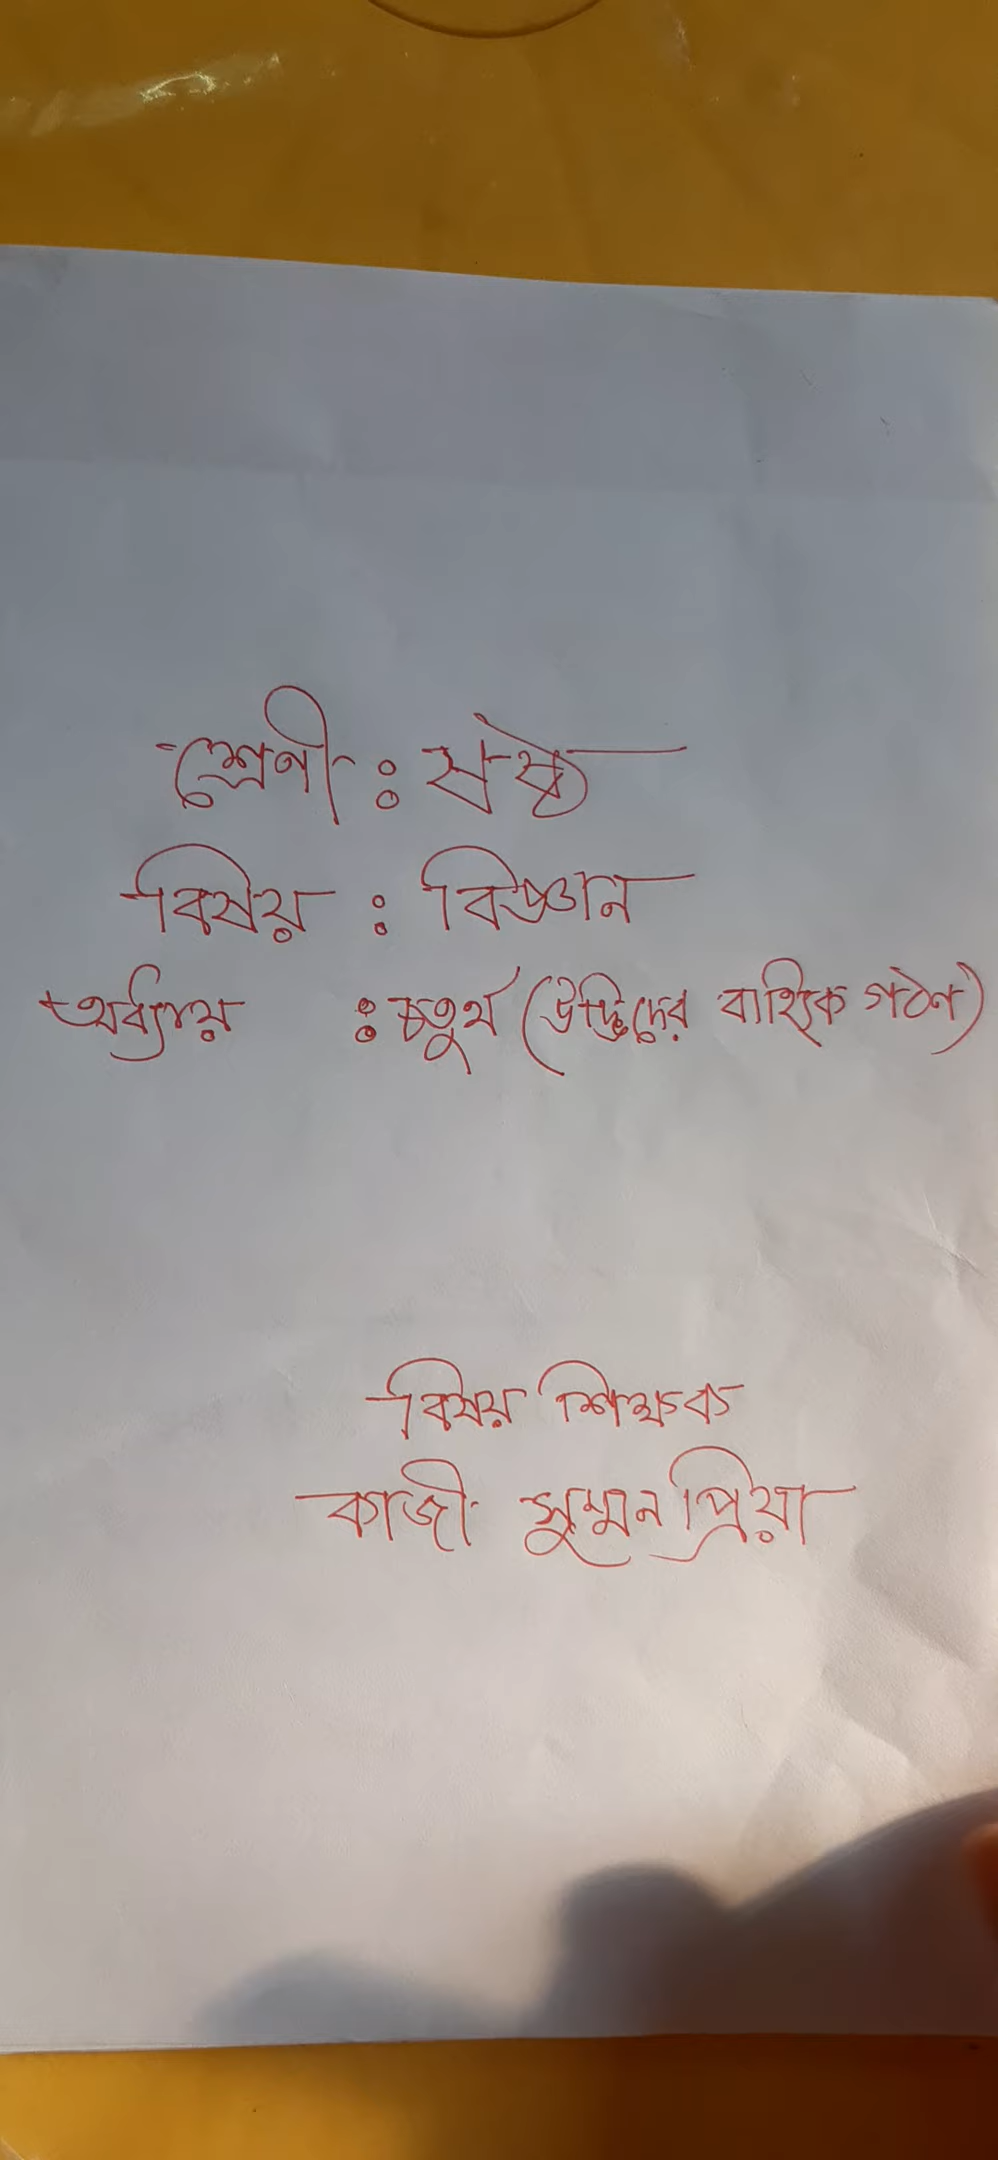 শ্রেণী : ষষ্ঠ
বিষয় : বিজ্ঞান
অধ্যায় : চতুর্থ (উদ্ভিদের বাহ্যিক গঠন)
বিষয় শিক্ষক
কাজী সুম্মন প্রিয়া